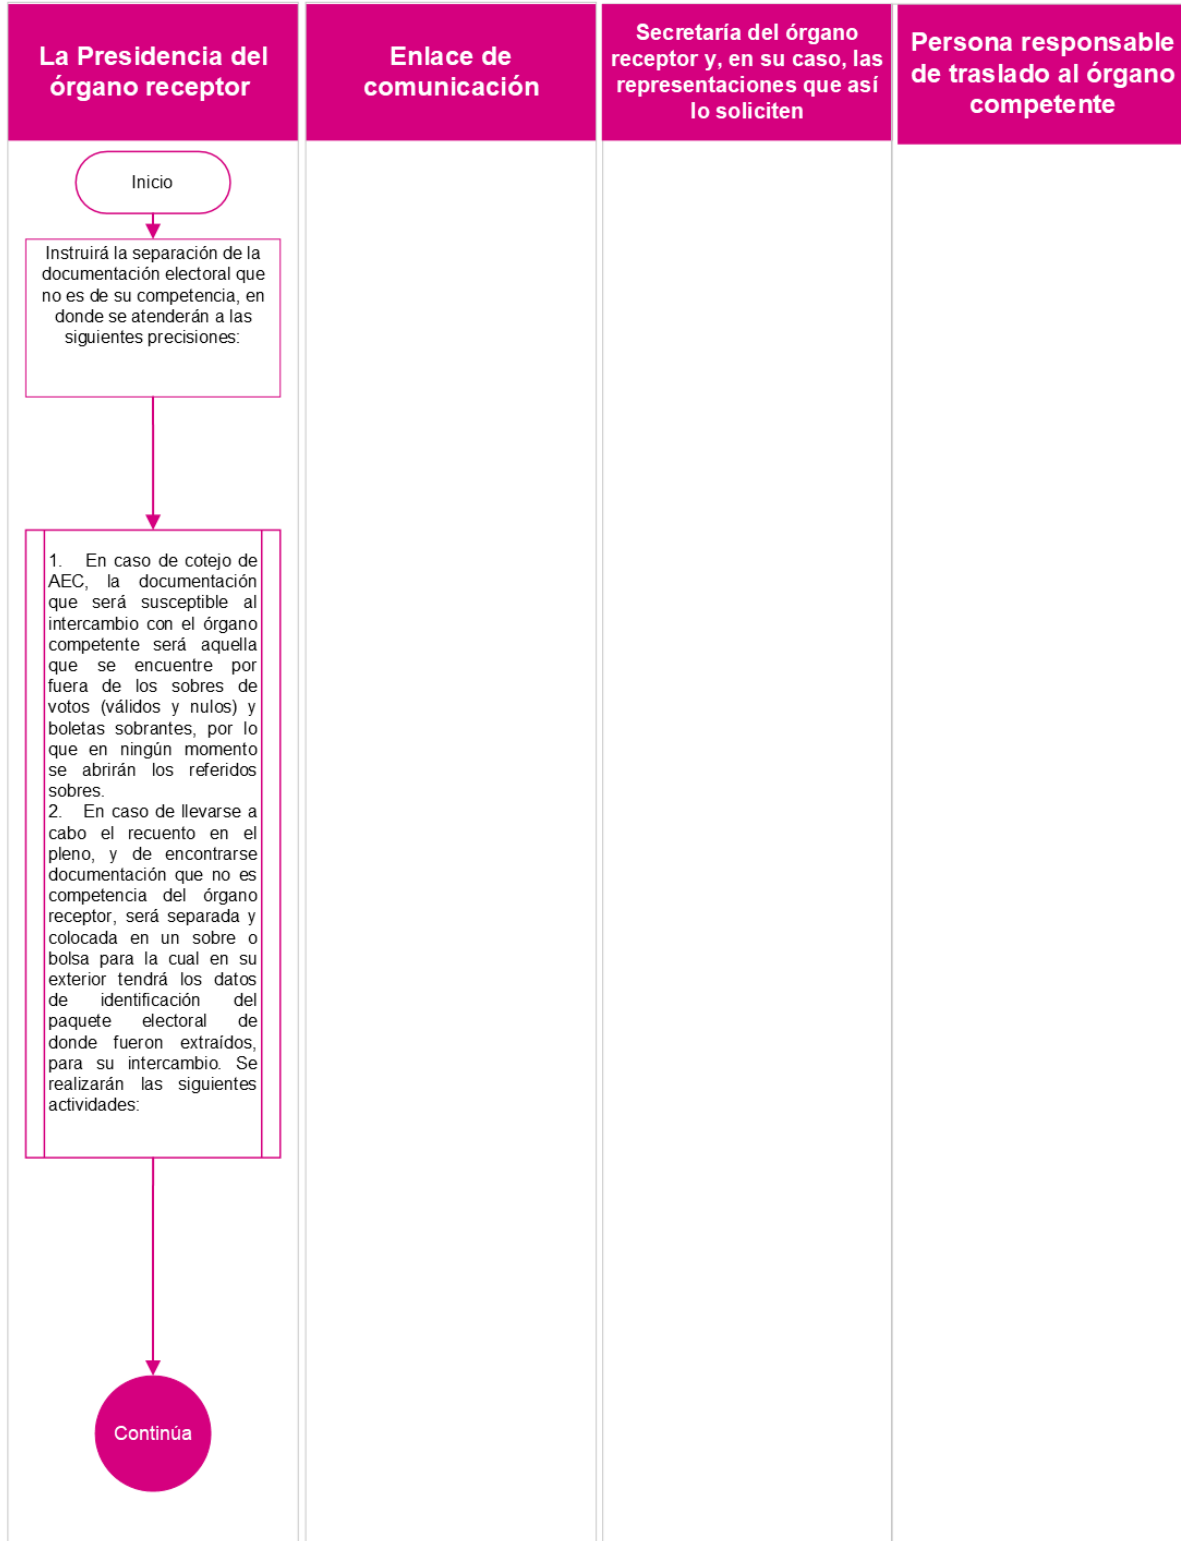 La Presidencia del
órgano receptor
Enlace de
comunicación
Secretaría del órgano
receptor y, en su caso, las
representaciones que así
lo soliciten
Persona responsable
de traslado al órgano
competente
Inicio
Instruirá la separación de la
documentación electoral que
no es de su competencia, en
donde se atenderán a las
siguientes precisiones:
1. En caso de cotejo de
AEC, la documentación
que será susceptible al
intercambio con el órgano
competente será aquella
que se encuentre por
fuera de los sobres de
votos (válidos y nulos) y
boletas sobrantes, por lo
que en ningún momento
se abrirán los referidos
sobres.
2. En caso de llevarse a
cabo el recuento en el
pleno, y de encontrarse
documentación que no es
competencia del órgano
receptor, será separada y
colocada en un sobre o
bolsa para la cual en su
exterior tendrá los datos
de identificación del
paquete electoral de
donde fueron extraídos,
para su intercambio. Se
realizarán las siguientes
actividades:
Continúa